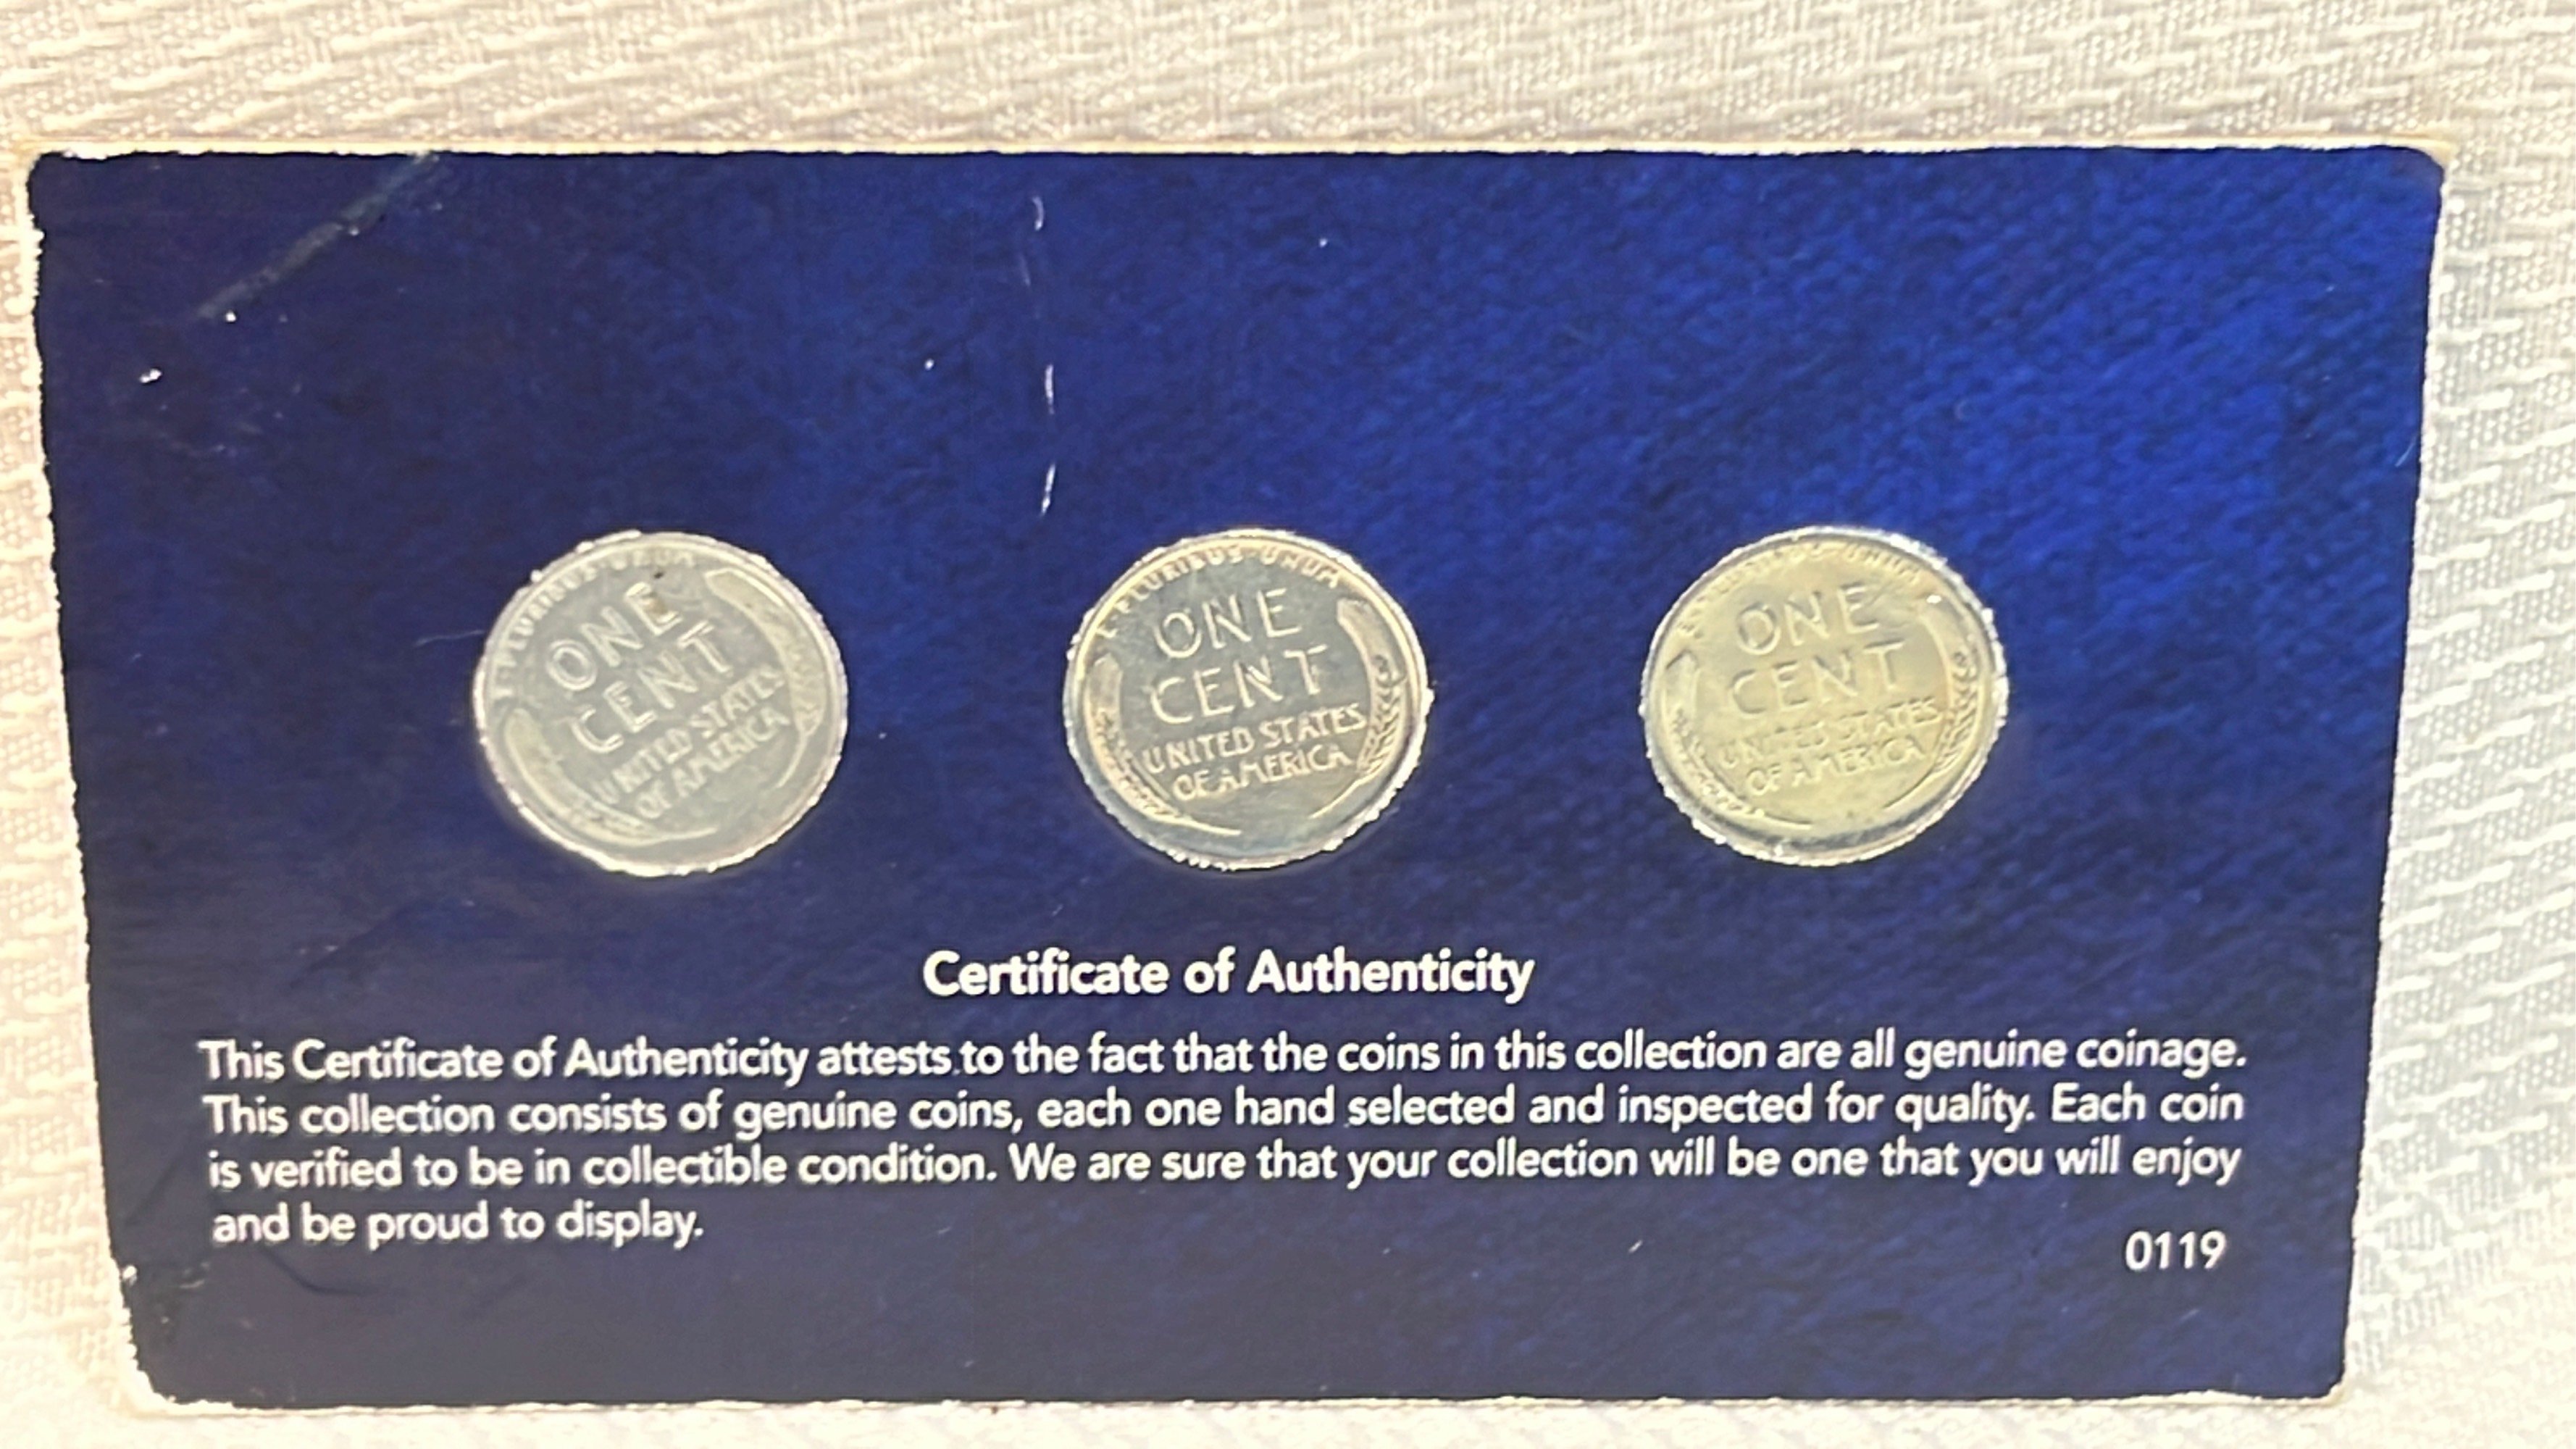 E·PLURIBUS·UNUM
ONE
CENT
UNITED STATES
OF AMERICA
E·PLURIBUS·UNUM
ONE
CENT
UNITED STATES
OF AMERICA
UNUM
ONE
CENT
UNITED STATES
OF AMERICA
Certificate of Authenticity
This Certificate of Authenticity attests to the fact that the coins in this collection are all genuine coinage.
This collection consists of genuine coins, each one hand selected and inspected for quality. Each coin
is verified to be in collectible condition. We are sure that your collection will be one that you will enjoy
and be proud to display.
0119